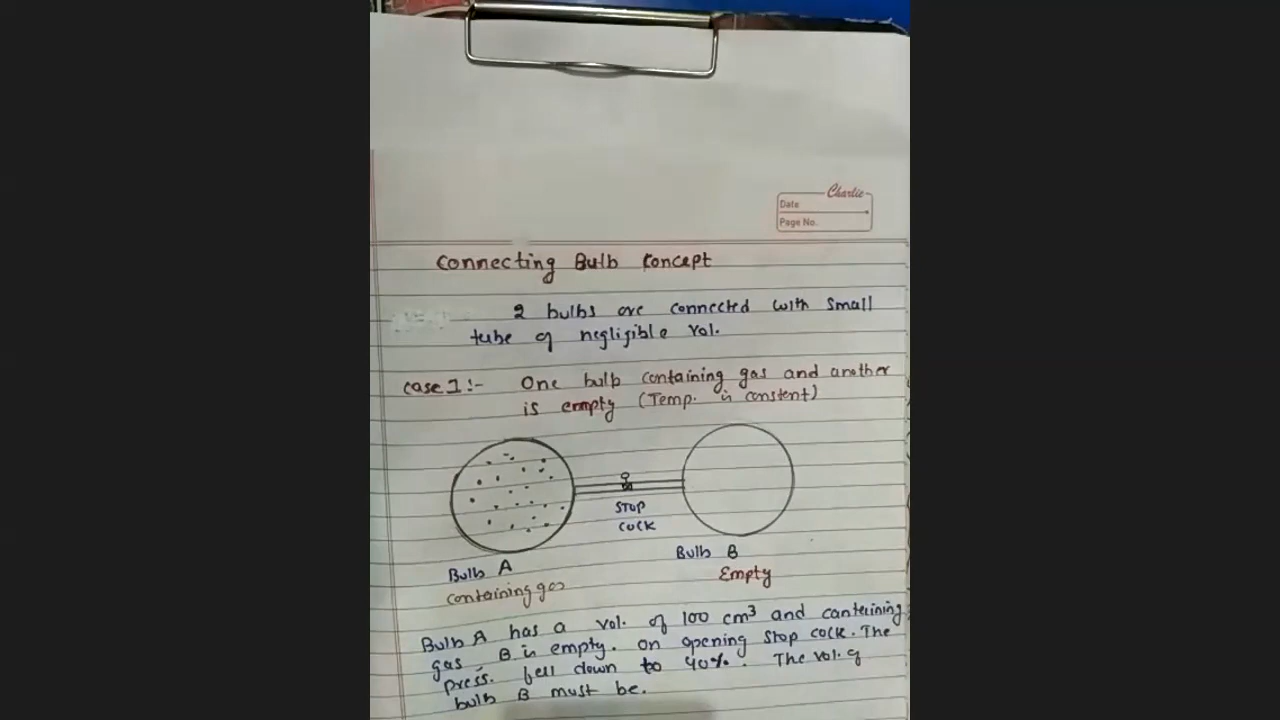 Charlie
Date
Page No.
Connecting Bulb Concept
2 bulbs are connected with small
tube of negligible vol.
Case 1:- One bulb containing gas and another
is empty (Temp. is constent)
Stop
cock
Bulb A
containing gas
Bulb B
Empty
Bulb A has a vol. of 100 cm³ and canterining
gas, B is empty. on opening stop cock. The
press. fell down to 40%. The vol. of
bulb B must be.